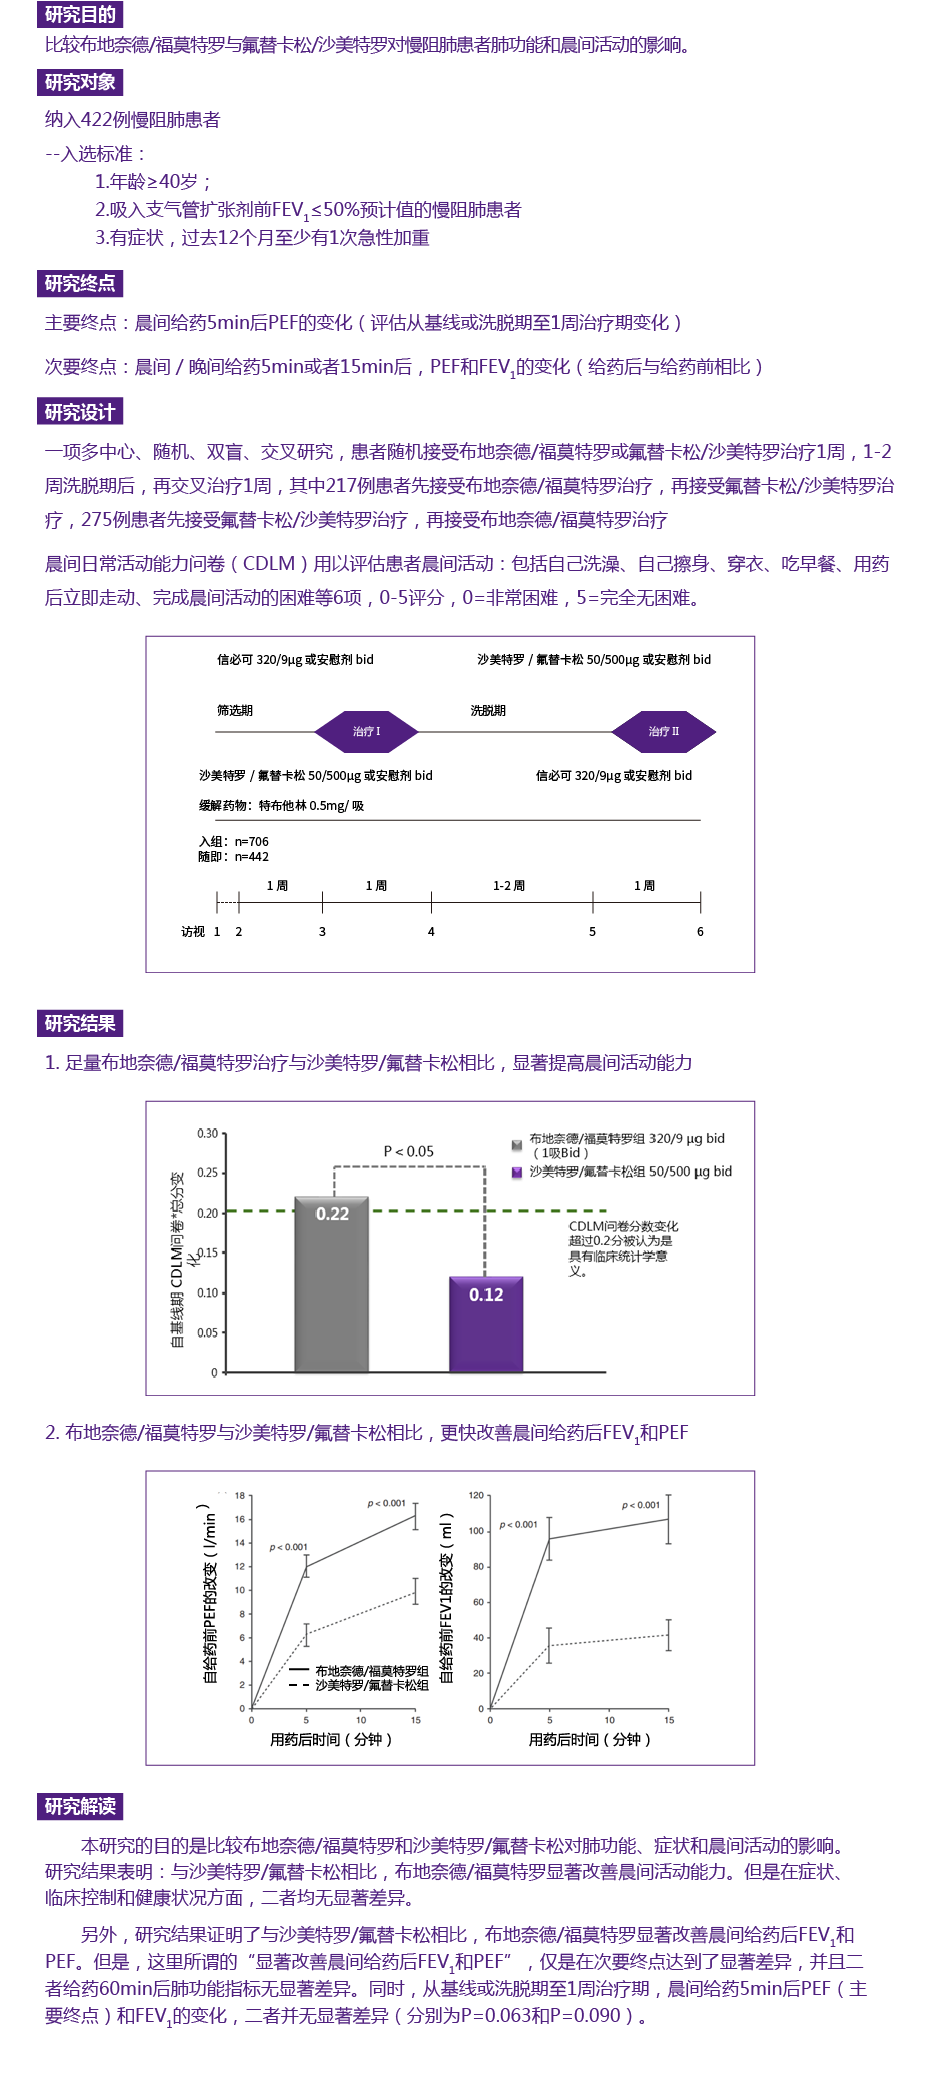 研究目的
比较布地奈德/福莫特罗与氟替卡松/沙美特罗对慢阻肺患者肺功能和晨间活动的影响。
研究对象
纳入422例慢阻肺患者
--入选标准：
1.年龄≥40岁；
2.吸入支气管扩张剂前FEV1≤50%预计值的慢阻肺患者
3.有症状，过去12个月至少有1次急性加重
研究终点
主要终点：晨间给药5min后PEF的变化（评估从基线或洗脱期至1周治疗期变化）
次要终点：晨间 / 晚间给药5min或者15min后，PEF和FEV1的变化（给药后与给药前相比）
研究设计
一项多中心、随机、双盲、交叉研究，患者随机接受布地奈德/福莫特罗或氟替卡松/沙美特罗治疗1周，1-2
周洗脱期后，再交叉治疗1周，其中217例患者先接受布地奈德/福莫特罗治疗，再接受氟替卡松/沙美特罗治
疗，275例患者先接受氟替卡松/沙美特罗治疗，再接受布地奈德/福莫特罗治疗
晨间日常活动能力问卷（CDLM）用以评估患者晨间活动：包括自己洗澡、自己擦身、穿衣、吃早餐、用药
后立即走动、完成晨间活动的困难等6项，0-5评分，0=非常困难，5=完全无困难。
信必可 320/9μg 或安慰剂 bid
沙美特罗 / 氟替卡松 50/500μg 或安慰剂 bid
筛选期
洗脱期
治疗 I
治疗 II
沙美特罗 / 氟替卡松 50/500μg 或安慰剂 bid
信必可 320/9μg 或安慰剂 bid
缓解药物：特布他林 0.5mg/ 吸
入组：n=706
随即：n=442
1 周
1 周
1-2 周
1 周
访视 1 2 3 4 5 6
研究结果
1. 足量布地奈德/福莫特罗治疗与沙美特罗/氟替卡松相比，显著提高晨间活动能力
自基线期 CDLM问卷*总分变
化
0.30
0.25
0.20
0.15
0.10
0.05
0
P < 0.05
0.22
0.12
布地奈德/福莫特罗组 320/9 μg bid
（1吸Bid）
沙美特罗/氟替卡松组 50/500 μg bid
CDLM问卷分数变化
超过0.2分被认为是
具有临床统计学意
义。
2. 布地奈德/福莫特罗与沙美特罗/氟替卡松相比，更快改善晨间给药后FEV1和PEF
自给药前PEF的改变（l/min）
18
16
14
12
10
8
6
4
2
0
p < 0.001
p < 0.001
布地奈德/福莫特罗组
沙美特罗/氟替卡松组
0 5 10 15
用药后时间（分钟）
自给药前FEV1的改变（ml）
120
100
80
60
40
20
0
p < 0.001
p < 0.001
0 5 10 15
用药后时间（分钟）
研究解读
本研究的目的是比较布地奈德/福莫特罗和沙美特罗/氟替卡松对肺功能、症状和晨间活动的影响。
研究结果表明：与沙美特罗/氟替卡松相比，布地奈德/福莫特罗显著改善晨间活动能力。但是在症状、
临床控制和健康状况方面，二者均无显著差异。
另外，研究结果证明了与沙美特罗/氟替卡松相比，布地奈德/福莫特罗显著改善晨间给药后FEV1和
PEF。但是，这里所谓的“显著改善晨间给药后FEV1和PEF”，仅是在次要终点达到了显著差异，并且二
者给药60min后肺功能指标无显著差异。同时，从基线或洗脱期至1周治疗期，晨间给药5min后PEF（主
要终点）和FEV1的变化，二者并无显著差异（分别为P=0.063和P=0.090）。